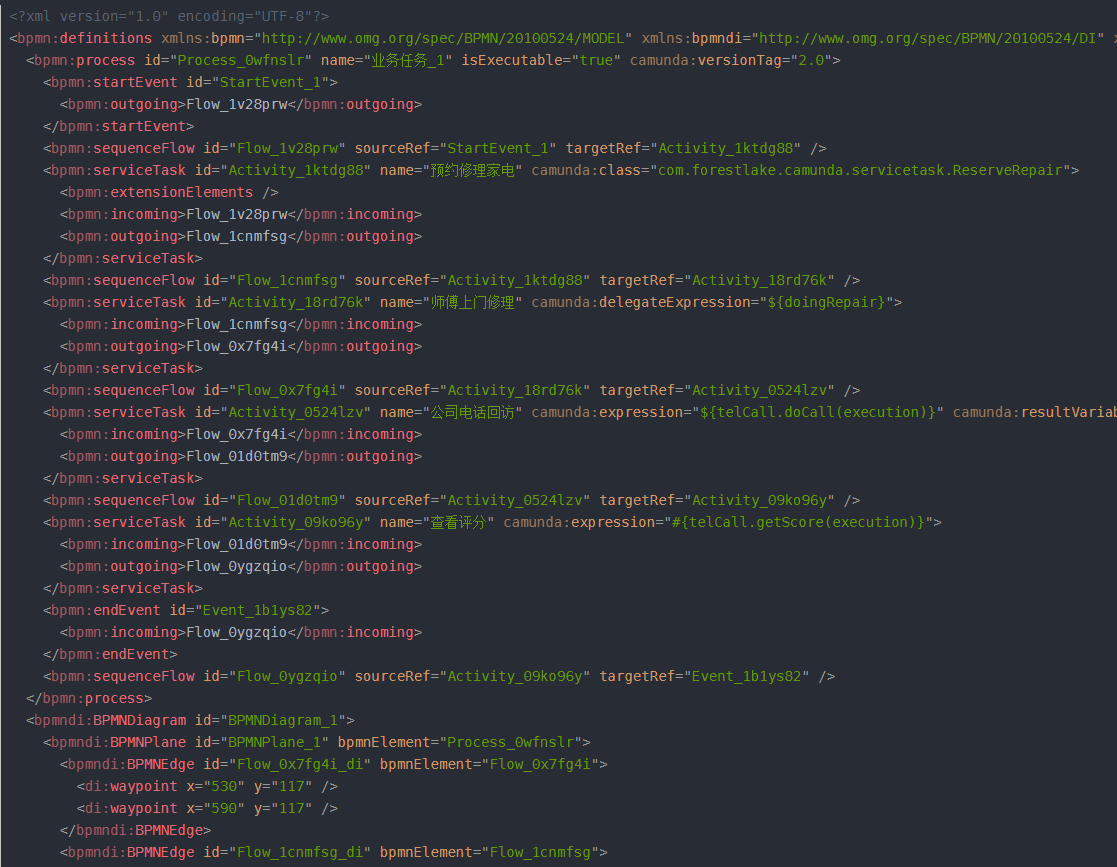 <?xml version="1.0" encoding="UTF-8"?>
<bpmn:definitions xmlns:bpmn="http://www.omg.org/spec/BPMN/20100524/MODEL" xmlns:bpmndi="http://www.omg.org/spec/BPMN/20100524/DI"
<bpmn:process id="Process_0wfnslr" name="业务任务_1" isExecutable="true" camunda:versionTag="2.0">
<bpmn:startEvent id="StartEvent_1">
<bpmn:outgoing>Flow_1v28prw</bpmn:outgoing>
</bpmn:startEvent>
<bpmn:sequenceFlow id="Flow_1v28prw" sourceRef="StartEvent_1" targetRef="Activity_1ktdg88" />
<bpmn:serviceTask id="Activity_1ktdg88" name="预约修理家电" camunda:class="com.forestlake.camunda.servicetask.ReserveRepair">
<bpmn:extensionElements />
<bpmn:incoming>Flow_1v28prw</bpmn:incoming>
<bpmn:outgoing>Flow_1cnmfsg</bpmn:outgoing>
</bpmn:serviceTask>
<bpmn:sequenceFlow id="Flow_1cnmfsg" sourceRef="Activity_1ktdg88" targetRef="Activity_18rd76k" />
<bpmn:serviceTask id="Activity_18rd76k" name="师傅上门修理" camunda:delegateExpression="${doingRepair}">
<bpmn:incoming>Flow_1cnmfsg</bpmn:incoming>
<bpmn:outgoing>Flow_0x7fg4i</bpmn:outgoing>
</bpmn:serviceTask>
<bpmn:sequenceFlow id="Flow_0x7fg4i" sourceRef="Activity_18rd76k" targetRef="Activity_0524lzv" />
<bpmn:serviceTask id="Activity_0524lzv" name="公司电话回访" camunda:expression="${telCall.doCall(execution)}" camunda:resultVariab
<bpmn:incoming>Flow_0x7fg4i</bpmn:incoming>
<bpmn:outgoing>Flow_01d0tm9</bpmn:outgoing>
</bpmn:serviceTask>
<bpmn:sequenceFlow id="Flow_01d0tm9" sourceRef="Activity_0524lzv" targetRef="Activity_09ko96y" />
<bpmn:serviceTask id="Activity_09ko96y" name="查看评分" camunda:expression="#{telCall.getScore(execution)}">
<bpmn:incoming>Flow_01d0tm9</bpmn:incoming>
<bpmn:outgoing>Flow_0ygzqio</bpmn:outgoing>
</bpmn:serviceTask>
<bpmn:endEvent id="Event_1b1ys82">
<bpmn:incoming>Flow_0ygzqio</bpmn:incoming>
</bpmn:endEvent>
<bpmn:sequenceFlow id="Flow_0ygzqio" sourceRef="Activity_09ko96y" targetRef="Event_1b1ys82" />
</bpmn:process>
<bpmndi:BPMNDiagram id="BPMNDiagram_1">
<bpmndi:BPMNPlane id="BPMNPlane_1" bpmnElement="Process_0wfnslr">
<bpmndi:BPMNEdge id="Flow_0x7fg4i_di" bpmnElement="Flow_0x7fg4i">
<di:waypoint x="530" y="117" />
<di:waypoint x="590" y="117" />
</bpmndi:BPMNEdge>
<bpmndi:BPMNEdge id="Flow_1cnmfsg_di" bpmnElement="Flow_1cnmfsg">